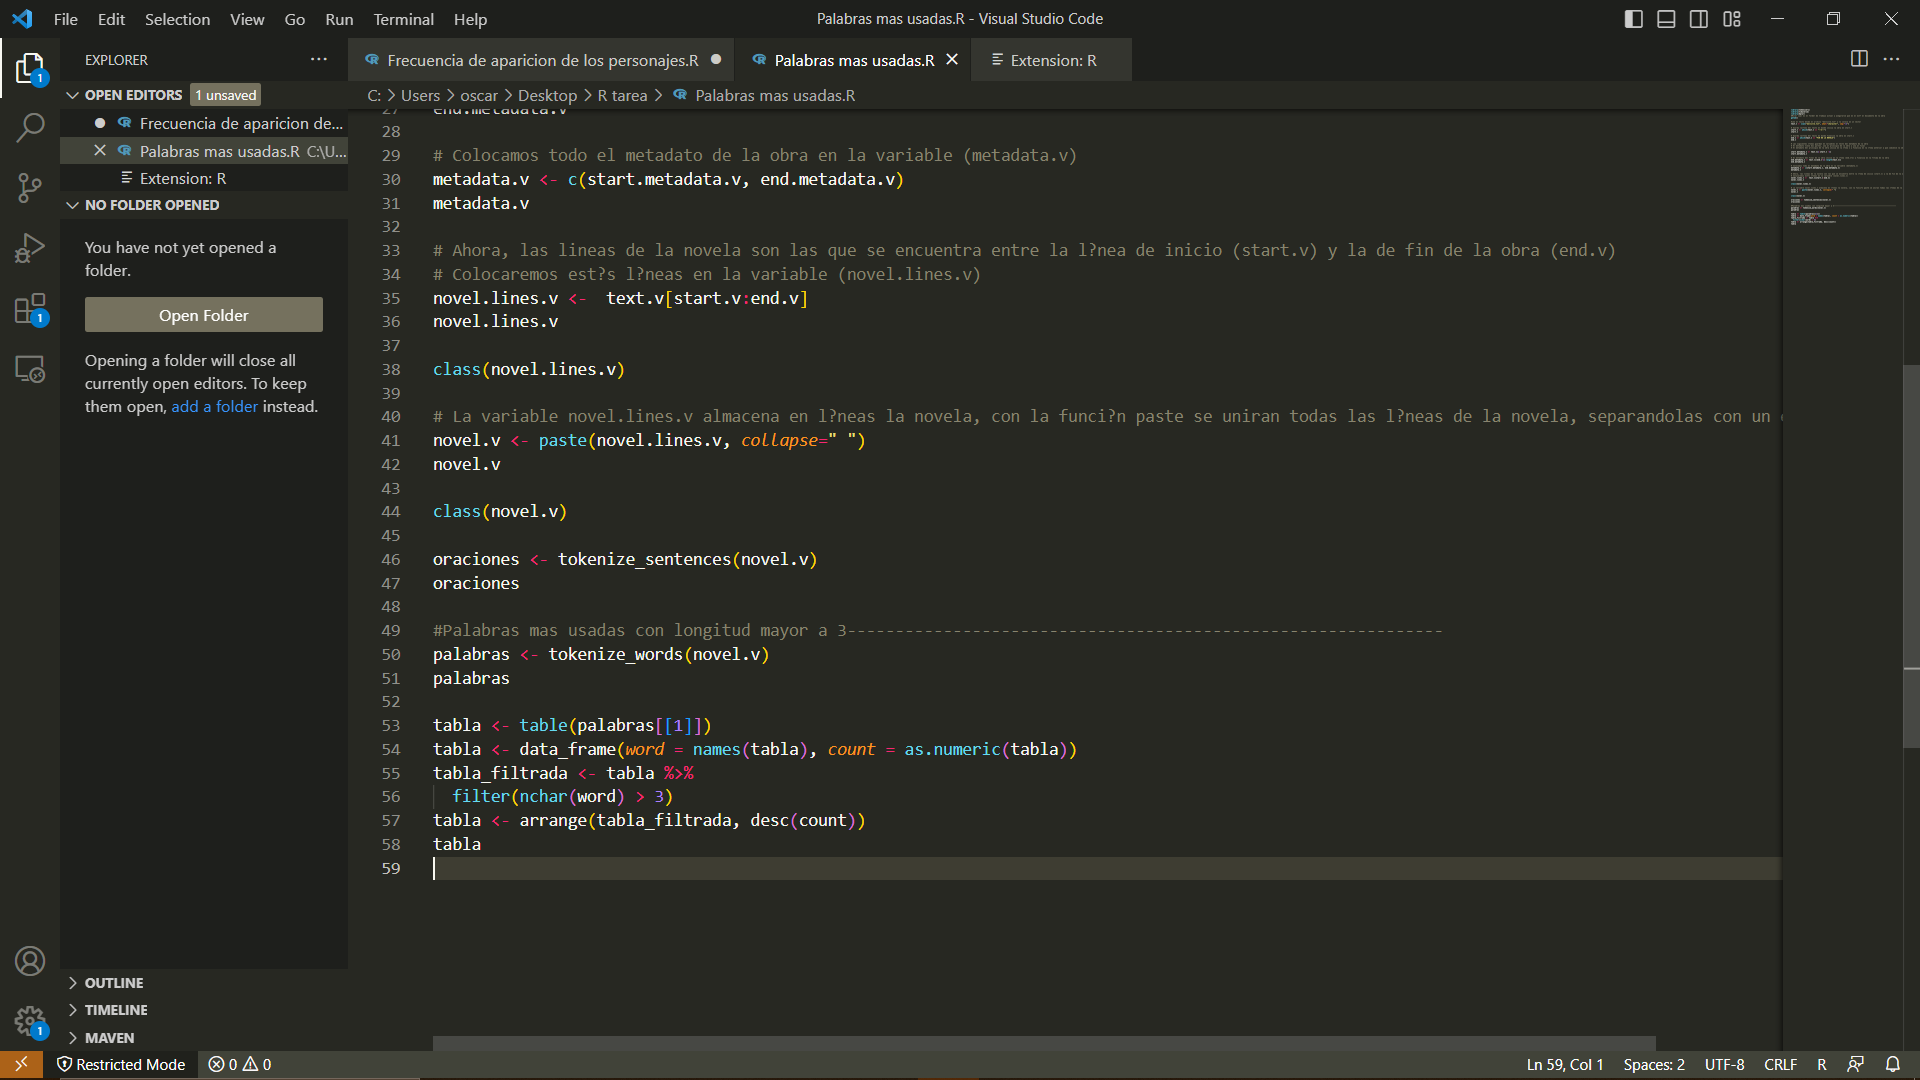 File Edit Selection View Go Run Terminal Help
Palabras mas usadas.R - Visual Studio Code
EXPLORER
Frecuencia de aparicion de los personajes.R
Palabras mas usadas.R
Extension: R
OPEN EDITORS 1 unsaved
C: > Users > oscar > Desktop > R tarea > Palabras mas usadas.R
Frecuencia de aparicion de...
Palabras mas usadas.R C:\U...
Extension: R
NO FOLDER OPENED
You have not yet opened a
folder.
Open Folder
Opening a folder will close all
currently open editors. To keep
them open, add a folder instead.
27 end.metadata.v
28
29 # Colocamos todo el metadato de la obra en la variable (metadata.v)
30 metadata.v <- c(start.metadata.v, end.metadata.v)
31 metadata.v
32
33 # Ahora, las lineas de la novela son las que se encuentra entre la l?nea de inicio (start.v) y la de fin de la obra (end.v)
34 # Colocaremos est?s l?neas en la variable (novel.lines.v)
35 novel.lines.v <-  text.v[start.v:end.v]
36 novel.lines.v
37
38 class(novel.lines.v)
39
40 # La variable novel.lines.v almacena en l?neas la novela, con la funci?n paste se uniran todas las l?neas de la novela, separandolas con un
41 novel.v <- paste(novel.lines.v, collapse=" ")
42 novel.v
43
44 class(novel.v)
45
46 oraciones <- tokenize_sentences(novel.v)
47 oraciones
48
49 #Palabras mas usadas con longitud mayor a 3--------------------------------------------------------------
50 palabras <- tokenize_words(novel.v)
51 palabras
52
53 tabla <- table(palabras[[1]])
54 tabla <- data_frame(word = names(tabla), count = as.numeric(tabla))
55 tabla_filtrada <- tabla %>%
56   filter(nchar(word) > 3)
57 tabla <- arrange(tabla_filtrada, desc(count))
58 tabla
59
OUTLINE
TIMELINE
MAVEN
1
1
1
Restricted Mode 0 0
Ln 59, Col 1 Spaces: 2 UTF-8 CRLF R